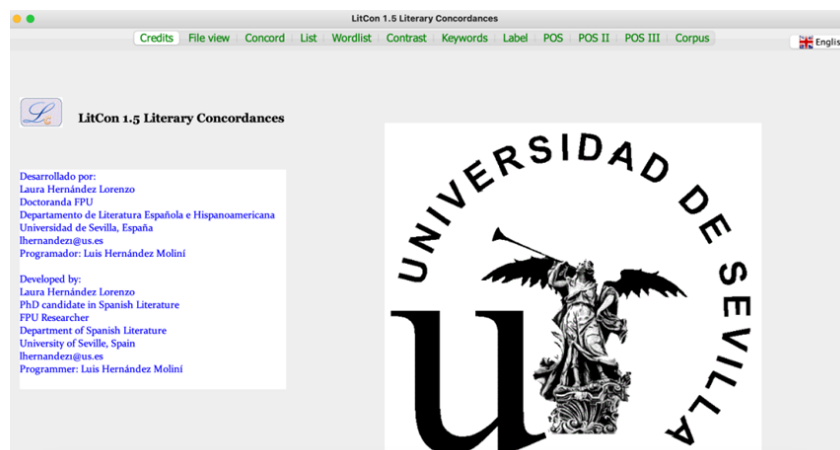 LitCon 1.5 Literary Concordances
Credits File view Concord List Wordlist Contrast Keywords Label POS POS II POS III Corpus
Englis
LitCon 1.5 Literary Concordances
Desarrollado por:
Laura Hernández Lorenzo
Doctoranda FPU
Departamento de Literatura Española e Hispanoamericana
Universidad de Sevilla, España
lhernandez1@us.es
Programador: Luis Hernández Moliní
Developed by:
Laura Hernández Lorenzo
PhD candidate in Spanish Literature
FPU Researcher
Department of Spanish Literature
University of Seville, Spain
lhernandez1@us.es
Programmer: Luis Hernández Moliní
UNIVERSIDAD DE SEVILLA
u